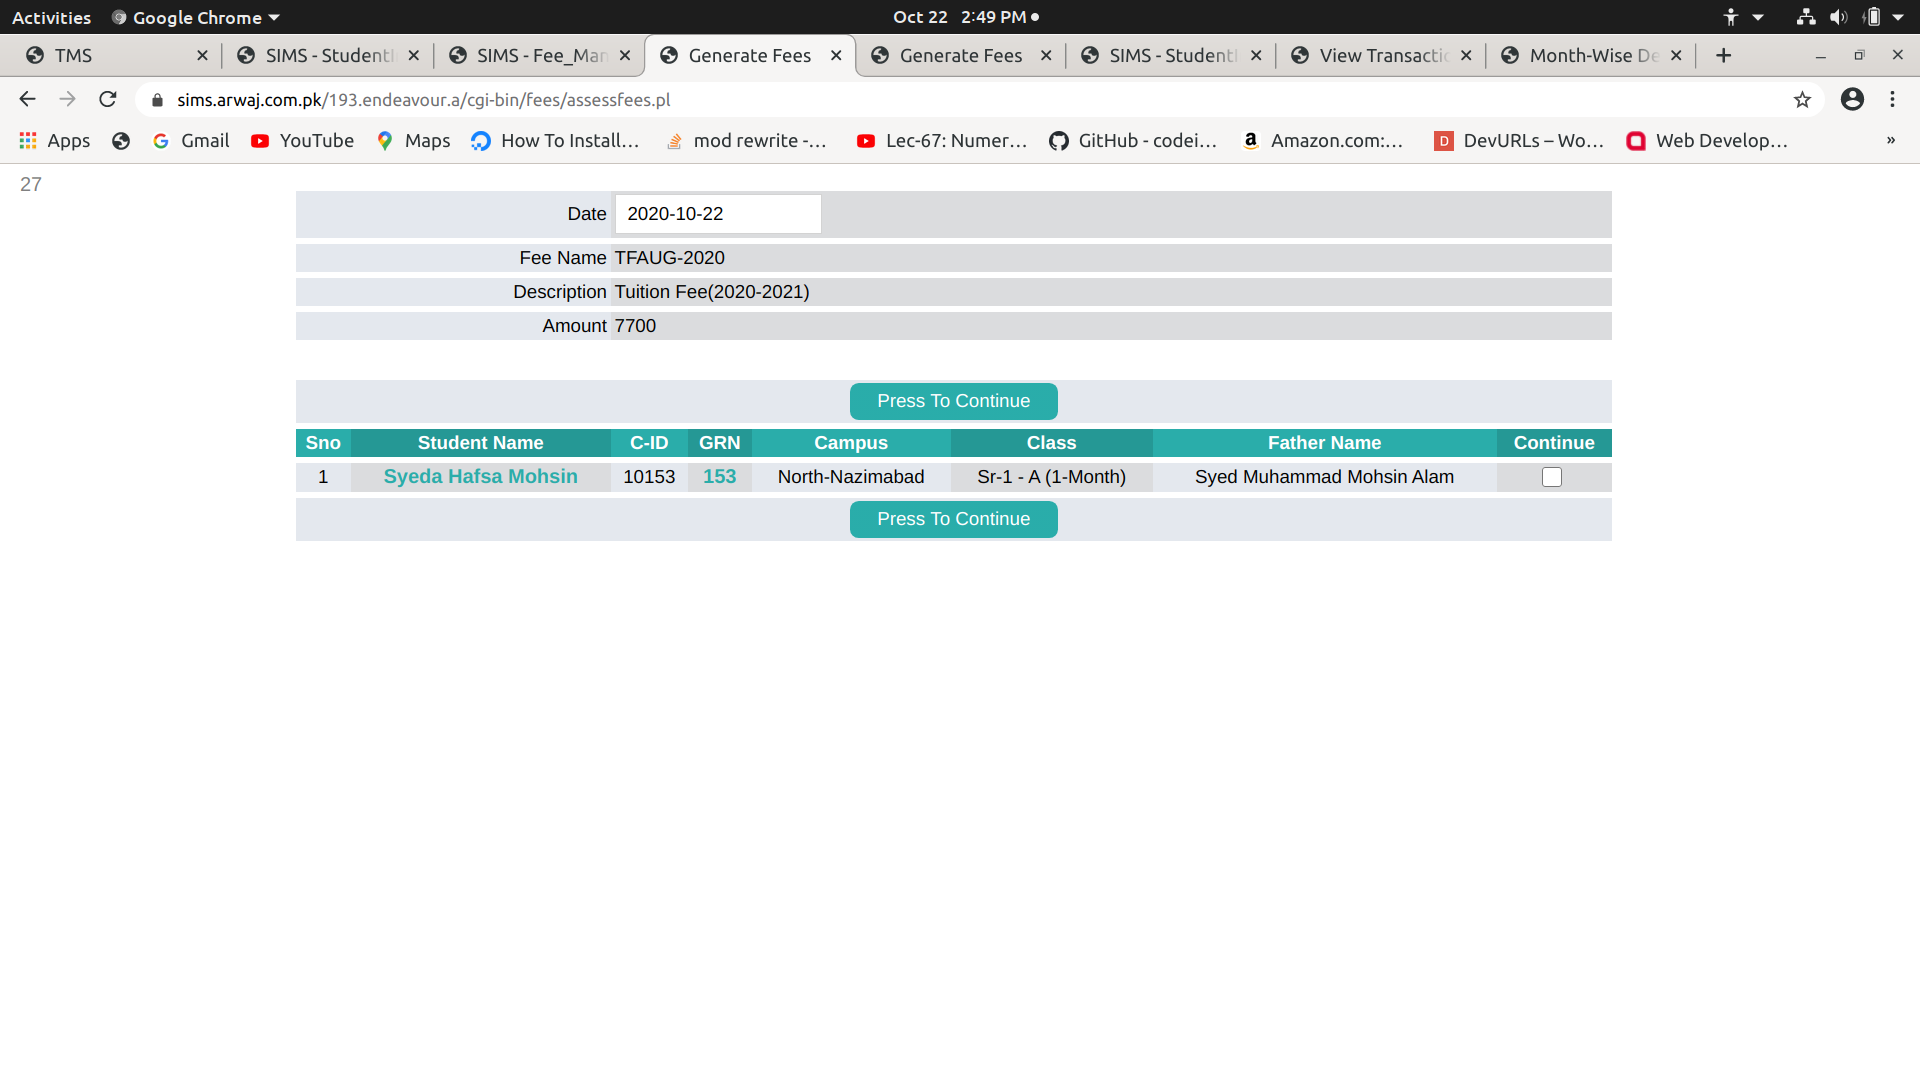 Activities Google Chrome Oct 22 2:49 PM
TMS SIMS - Student SIMS - Fee_Man Generate Fees Generate Fees SIMS - Student View Transactio Month-Wise De
sims.arwaj.com.pk/193.endeavour.a/cgi-bin/fees/assessfees.pl
Apps Gmail YouTube Maps How To Install... mod rewrite -... Lec-67: Numer... GitHub - codei... Amazon.com:... DevURLs – Wo... Web Develop... »
27
Date 2020-10-22
Fee Name TFAUG-2020
Description Tuition Fee(2020-2021)
Amount 7700
Press To Continue
Sno Student Name C-ID GRN Campus Class Father Name Continue
1 Syeda Hafsa Mohsin 10153 153 North-Nazimabad Sr-1 - A (1-Month) Syed Muhammad Mohsin Alam
Press To Continue